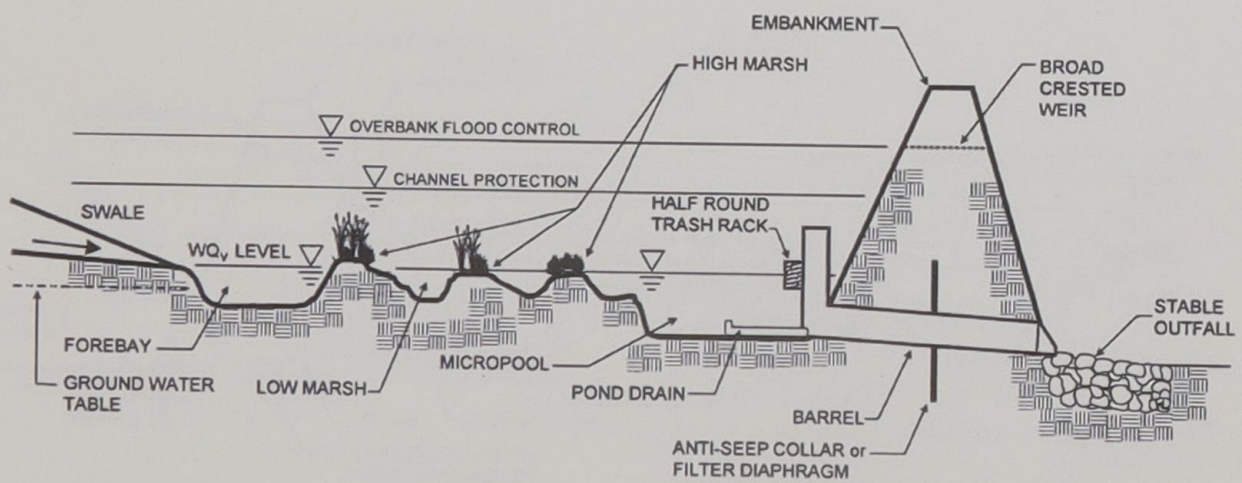 EMBANKMENT
HIGH MARSH
BROAD
CRESTED
WEIR
OVERBANK FLOOD CONTROL
CHANNEL PROTECTION
SWALE
HALF ROUND
TRASH RACK
WQv LEVEL
STABLE
OUTFALL
FOREBAY
MICROPOOL
GROUND WATER
TABLE
LOW MARSH
POND DRAIN
BARREL
ANTI-SEEP COLLAR or
FILTER DIAPHRAGM